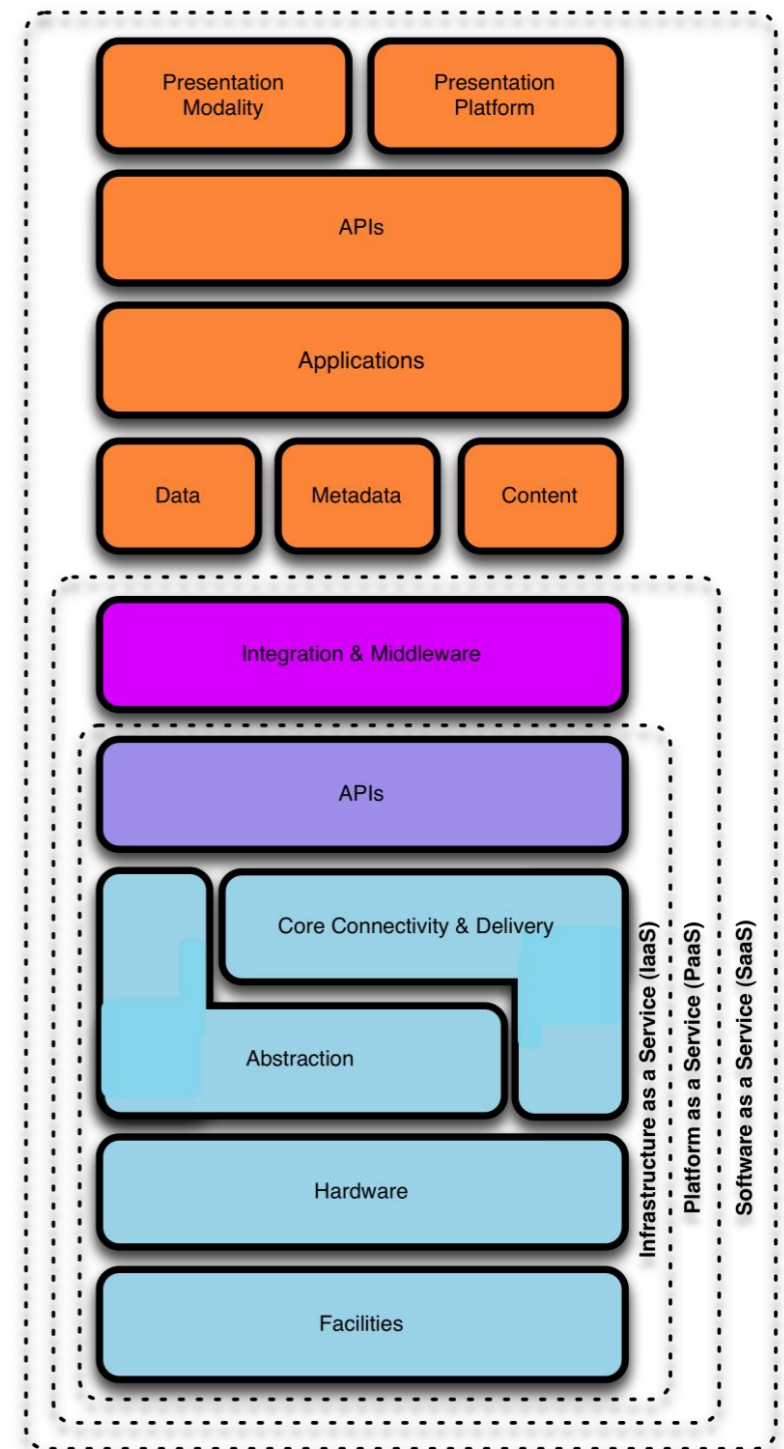 Presentation
Modality
Presentation
Platform
APIs
Applications
Data
Metadata
Content
Integration & Middleware
APIs
Core Connectivity & Delivery
Abstraction
Hardware
Facilities
Infrastructure as a Service (IaaS)
Platform as a Service (PaaS)
Software as a Service (SaaS)